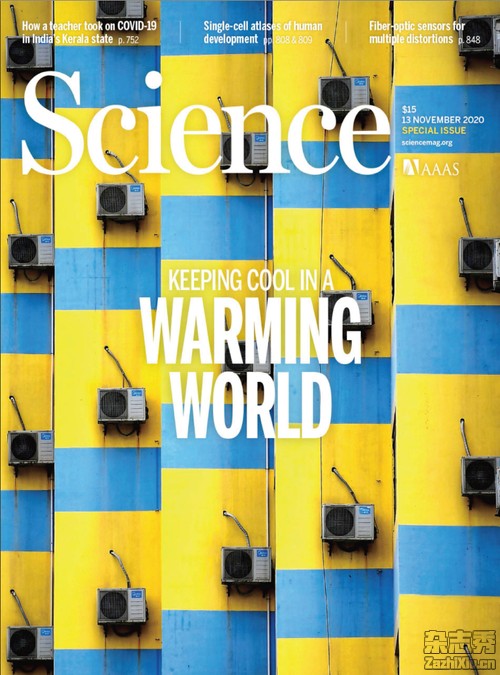 How a teacher took on COVID-19
in India's Kerala state p. 752
Single-cell atlases of human
development pp. 808 & 809
Fiber-optic sensors for
multiple distortions p. 848
Science
$15
13 NOVEMBER 2020
SPECIAL ISSUE
sciencemag.org
AAAS
KEEPING COOL IN A
WARMING
WORLD
杂志秀
ZaZhiXiu.cn